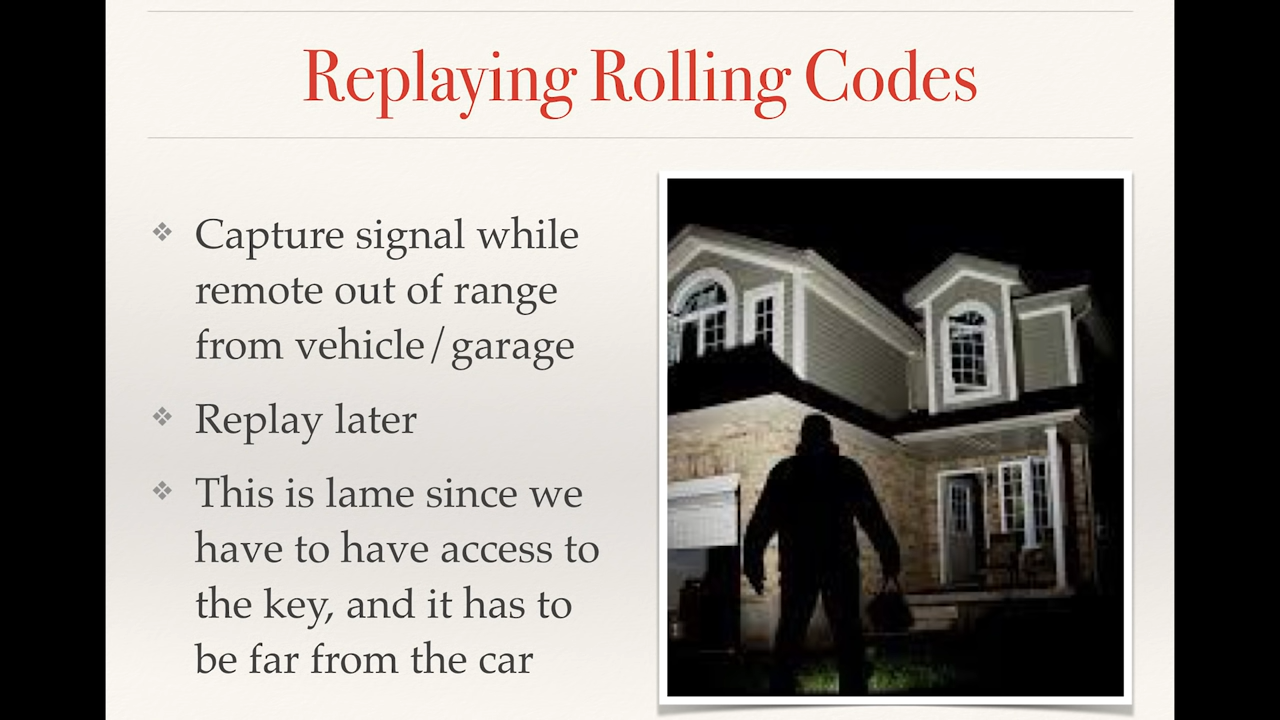 Replaying Rolling Codes
Capture signal while
remote out of range
from vehicle/garage
Replay later
This is lame since we
have to have access to
the key, and it has to
be far from the car